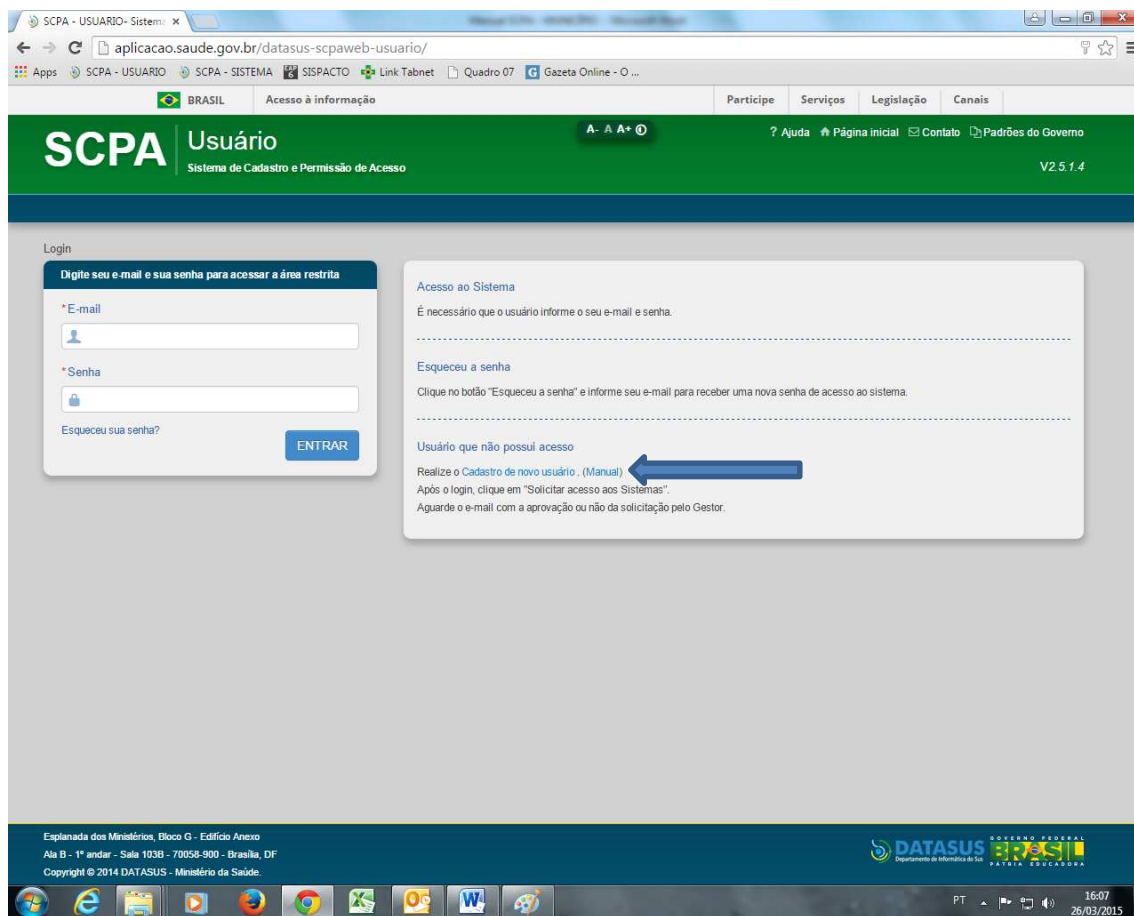 SCPA - USUARIO- Sistema
aplicacao.saude.gov.br/datasus-scpaweb-usuario/
Apps SCPA - USUARIO SCPA - SISTEMA SISPACTO Link Tabnet Quadro 07 Gazeta Online - O ...
BRASIL Acesso à informação Participe Serviços Legislação Canais
SCPA Usuário
Sistema de Cadastro e Permissão de Acesso
A- A A+
? Ajuda Página inicial Contato Padrões do Governo
V2.5.1.4
Login
Digite seu e-mail e sua senha para acessar a área restrita
*E-mail
*Senha
Esqueceu sua senha?
ENTRAR
Acesso ao Sistema
É necessário que o usuário informe o seu e-mail e senha.
Esqueceu a senha
Clique no botão "Esqueceu a senha" e informe seu e-mail para receber uma nova senha de acesso ao sistema.
Usuário que não possui acesso
Realize o Cadastro de novo usuário . (Manual)
Após o login, clique em "Solicitar acesso aos Sistemas".
Aguarde o e-mail com a aprovação ou não da solicitação pelo Gestor.
Esplanada dos Ministérios, Bloco G - Edifício Anexo
Ala B - 1º andar - Sala 103B - 70058-900 - Brasília, DF
Copyright © 2014 DATASUS - Ministério da Saúde.
DATASUS
Departamento de Informática do Sus
GOVERNO FEDERAL
BRASIL
PÁTRIA EDUCADORA
PT
16:07
26/03/2015